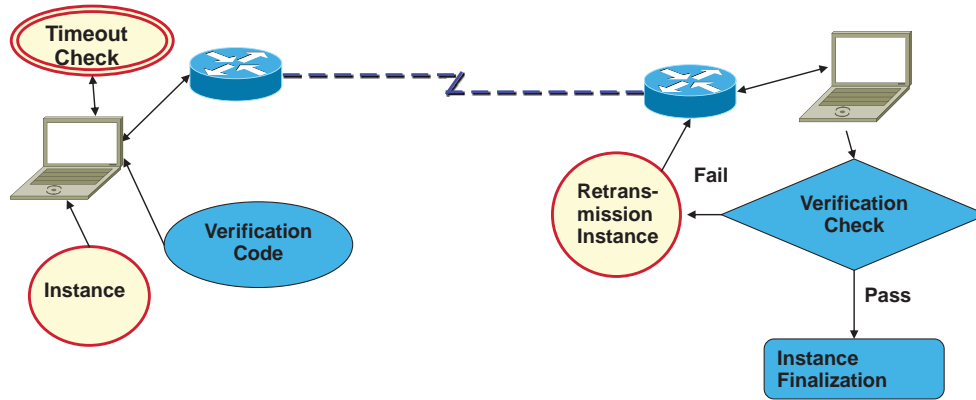 Timeout
Check
Retrans-
mission
Instance
Fail
Verification
Check
Verification
Code
Instance
Pass
Instance
Finalization